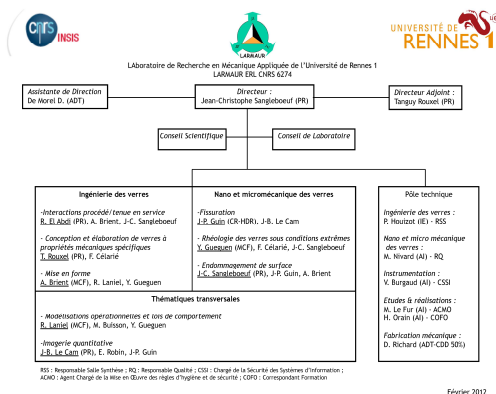 cnrs
INSIS
LARMAUR
UNIVERSITÉ DE
RENNES 1
LAboratoire de Recherche en Mécanique Appliquée de l'Université de Rennes 1
LARMAUR ERL CNRS 6274
Assistante de Direction
De Morel D. (ADT)
Directeur :
Jean-Christophe Sangleboeuf (PR)
Directeur Adjoint :
Tanguy Rouxel (PR)
Conseil Scientifique
Conseil de Laboratoire
Ingénierie des verres
-Interactions procédé/tenue en service
R. El Abdi (PR), A. Brient, J-C. Sangleboeuf
- Conception et élaboration de verres à
propriétés mécaniques spécifiques
T. Rouxel (PR), F. Célarié
- Mise en forme
A. Brient (MCF), R. Laniel, Y. Gueguen
Nano et micromécanique des verres
-Fissuration
J-P. Guin (CR-HDR), J-B. Le Cam
- Rhéologie des verres sous conditions extrêmes
Y. Gueguen (MCF), F. Célarié, J-C. Sangleboeuf
- Endommagement de surface
J-C. Sangleboeuf (PR), J-P. Guin, A. Brient
Thématiques transversales
- Modélisations opérationnelles et lois de comportement
R. Laniel (MCF), M. Buisson, Y. Gueguen
-Imagerie quantitative
J-B. Le Cam (PR), E. Robin, J-P. Guin
Pôle technique
Ingénierie des verres :
P. Houizot (IE) - RSS
Nano et micro mécanique
des verres :
M. Nivard (AI) - RQ
Instrumentation :
V. Burgaud (AI) - CSSI
Etudes & réalisations :
M. Le Fur (AI) - ACMO
H. Orain (AI) - COFO
Fabrication mécanique :
D. Richard (ADT-CDD 50%)
RSS : Responsable Salle Synthèse ; RQ : Responsable Qualité ; CSSI : Chargé de la Sécurité des Systèmes d'Information ;
ACMO : Agent Chargé de la Mise en Œuvre des règles d'hygiène et de sécurité ; COFO : Correspondant Formation
Février 2012